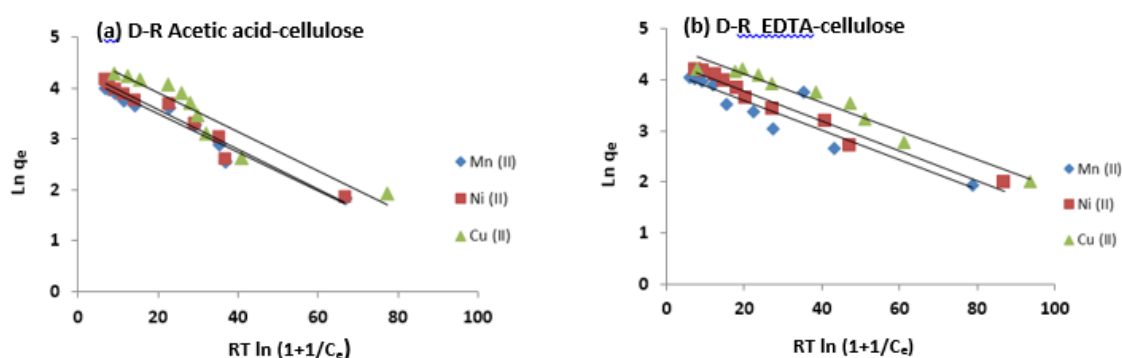 (a) D-R Acetic acid-cellulose
5
4
3
2
1
0
Ln qe
0 20 40 60 80 100
RT ln (1+1/Ce)
Mn (II)
Ni (II)
Cu (II)
(b) D-R EDTA-cellulose
5
4
3
2
1
0
Ln qe
0 20 40 60 80 100
RT ln (1+1/Ce)
Mn (II)
Ni (II)
Cu (II)